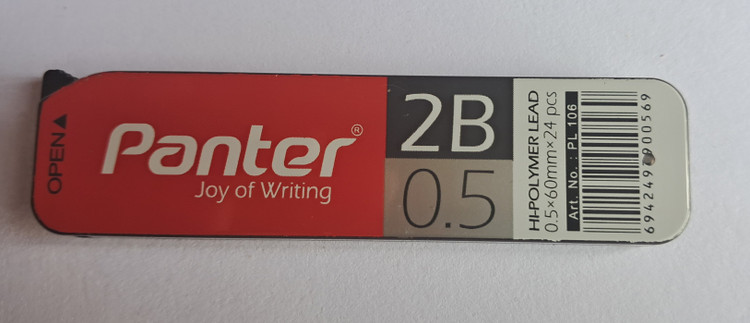 OPEN▲
Panter®
Joy of Writing
2B
0.5
HI-POLYMER LEAD
0.5×60mm×24 pcs
Art. No. : PL 106